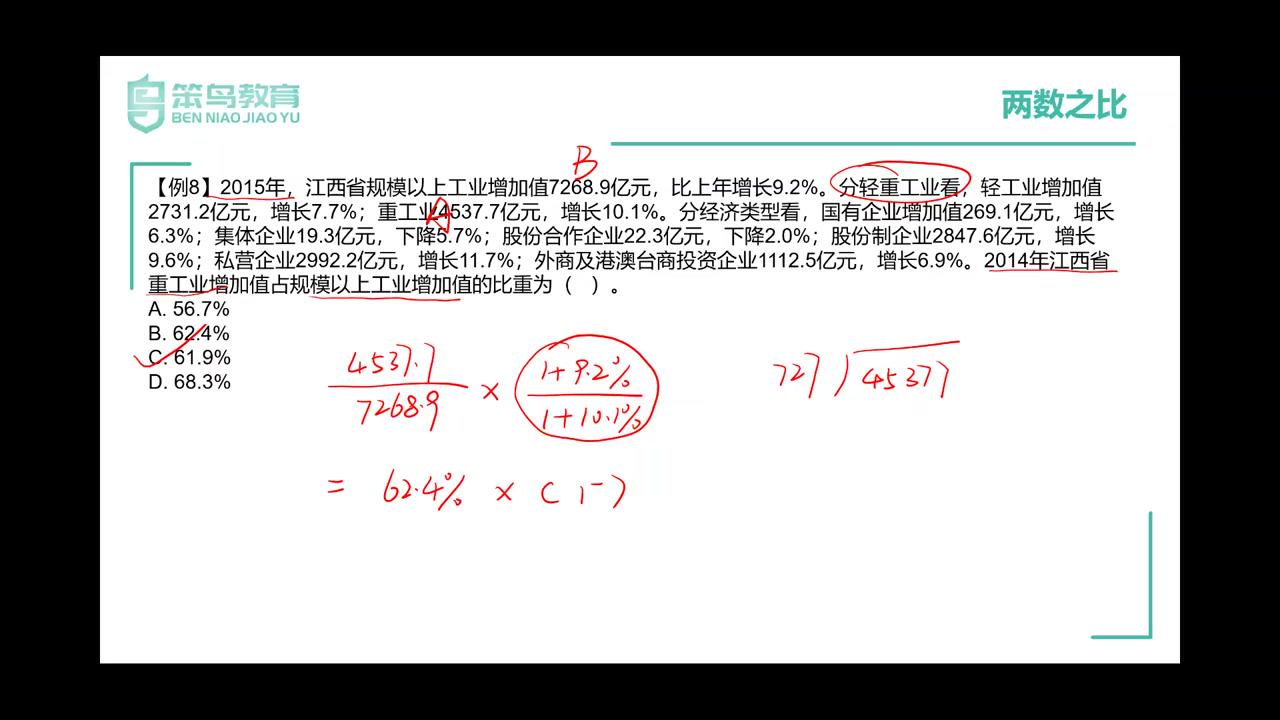 笨鸟教育
BEN NIAO JIAO YU
两数之比
B
【例8】2015年，江西省规模以上工业增加值7268.9亿元，比上年增长9.2%。分轻重工业看，轻工业增加值
2731.2亿元，增长7.7%；重工业4537.7亿元，增长10.1%。分经济类型看，国有企业增加值269.1亿元，增长
A
6.3%；集体企业19.3亿元，下降5.7%；股份合作企业22.3亿元，下降2.0%；股份制企业2847.6亿元，增长
9.6%；私营企业2992.2亿元，增长11.7%；外商及港澳台商投资企业1112.5亿元，增长6.9%。2014年江西省
重工业增加值占规模以上工业增加值的比重为（ ）。
A. 56.7%
B. 62.4%
C. 61.9%
D. 68.3%
4537.7
7268.9
×
1+9.2%
1+10.1%
727
45377
= 62.4% × (1-)